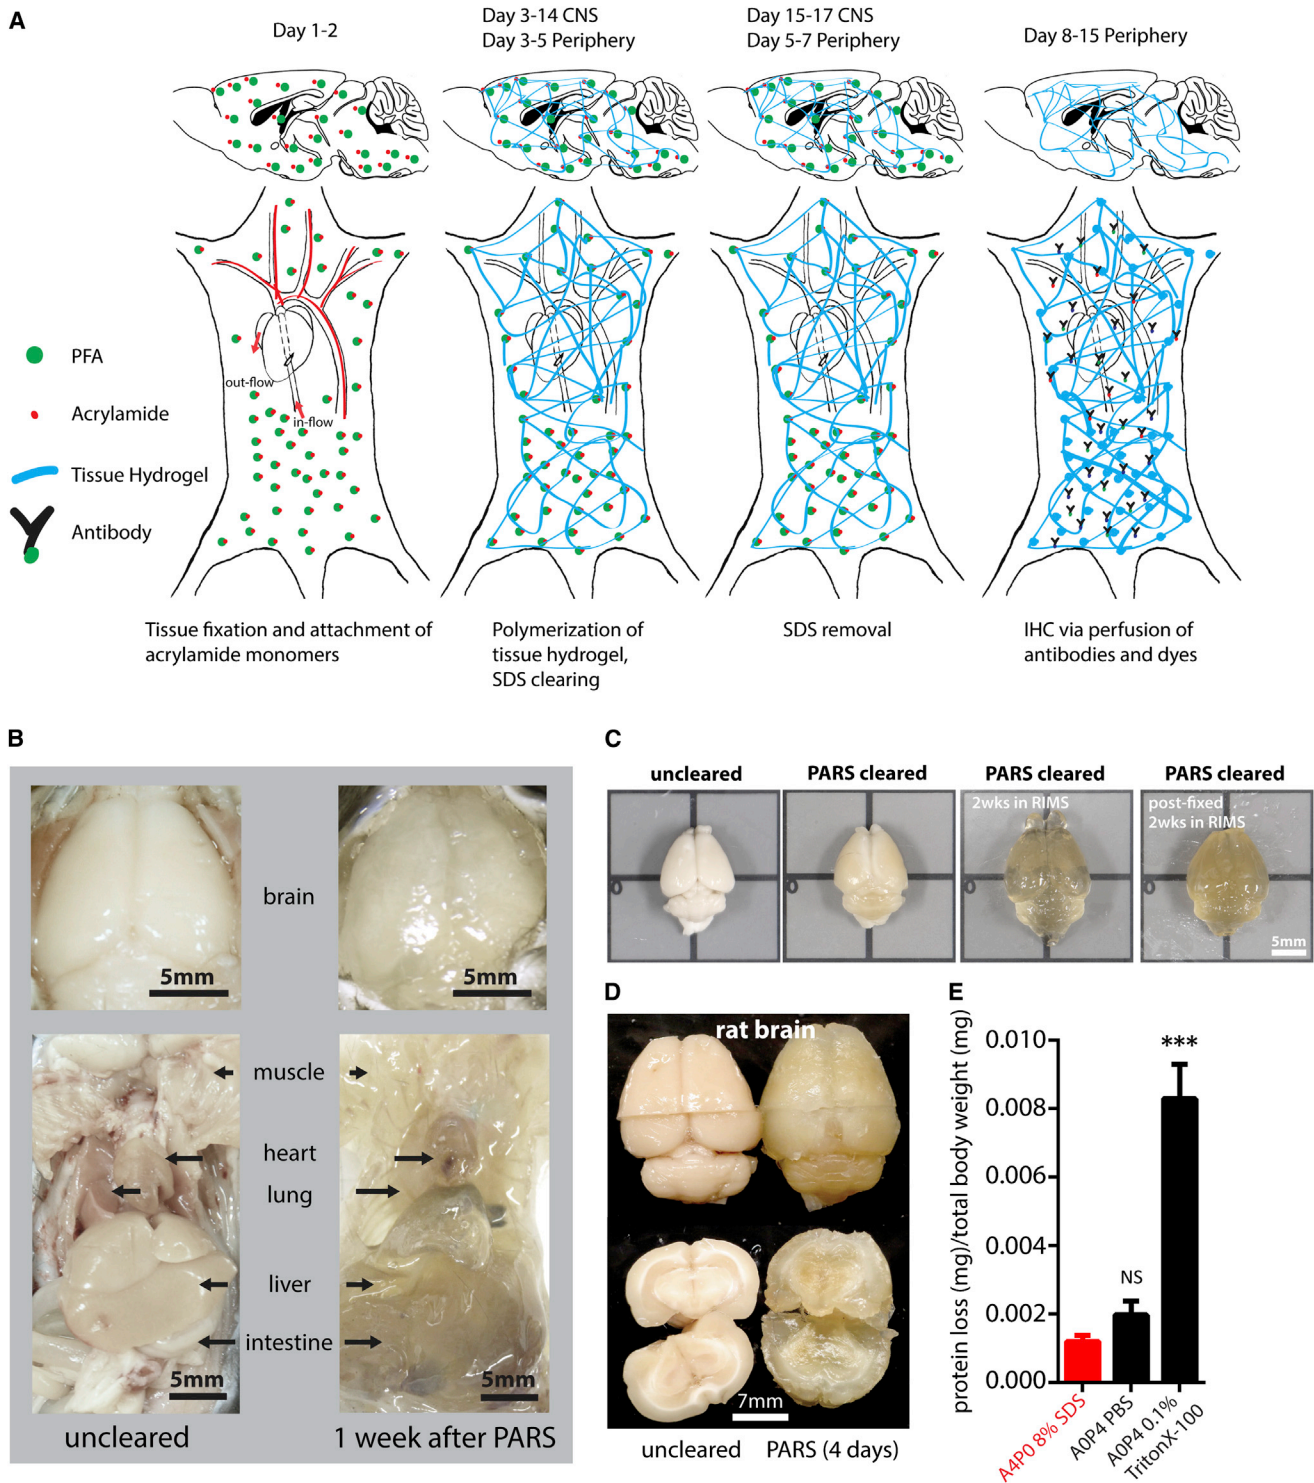 A
Day 1-2
Day 3-14 CNS
Day 3-5 Periphery
Day 15-17 CNS
Day 5-7 Periphery
Day 8-15 Periphery
PFA
Acrylamide
Tissue Hydrogel
Antibody
out-flow
in-flow
Tissue fixation and attachment of
acrylamide monomers
Polymerization of
tissue hydrogel,
SDS clearing
SDS removal
IHC via perfusion of
antibodies and dyes
B
brain
5mm
5mm
muscle
heart
lung
liver
intestine
5mm
5mm
uncleared
1 week after PARS
C
uncleared
PARS cleared
PARS cleared
PARS cleared
2wks in RIMS
post-fixed
2wks in RIMS
0
0
0
0
5mm
D
rat brain
7mm
uncleared
PARS (4 days)
E
protein loss (mg)/total body weight (mg)
0.010
0.008
0.006
0.004
0.002
0.000
NS
***
A4P0 8% SDS
A0P4 PBS
A0P4 0.1%
TritonX-100